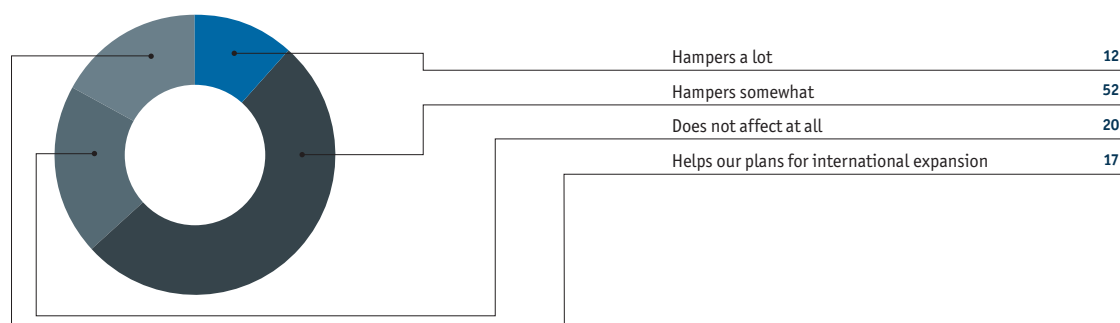 Hampers a lot 12
Hampers somewhat 52
Does not affect at all 20
Helps our plans for international expansion 17